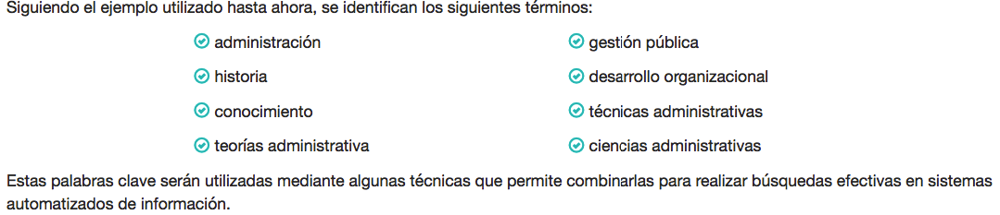 Siguiendo el ejemplo utilizado hasta ahora, se identifican los siguientes términos:
administración
gestión pública
historia
desarrollo organizacional
conocimiento
técnicas administrativas
teorías administrativa
ciencias administrativas
Estas palabras clave serán utilizadas mediante algunas técnicas que permite combinarlas para realizar búsquedas efectivas en sistemas
automatizados de información.